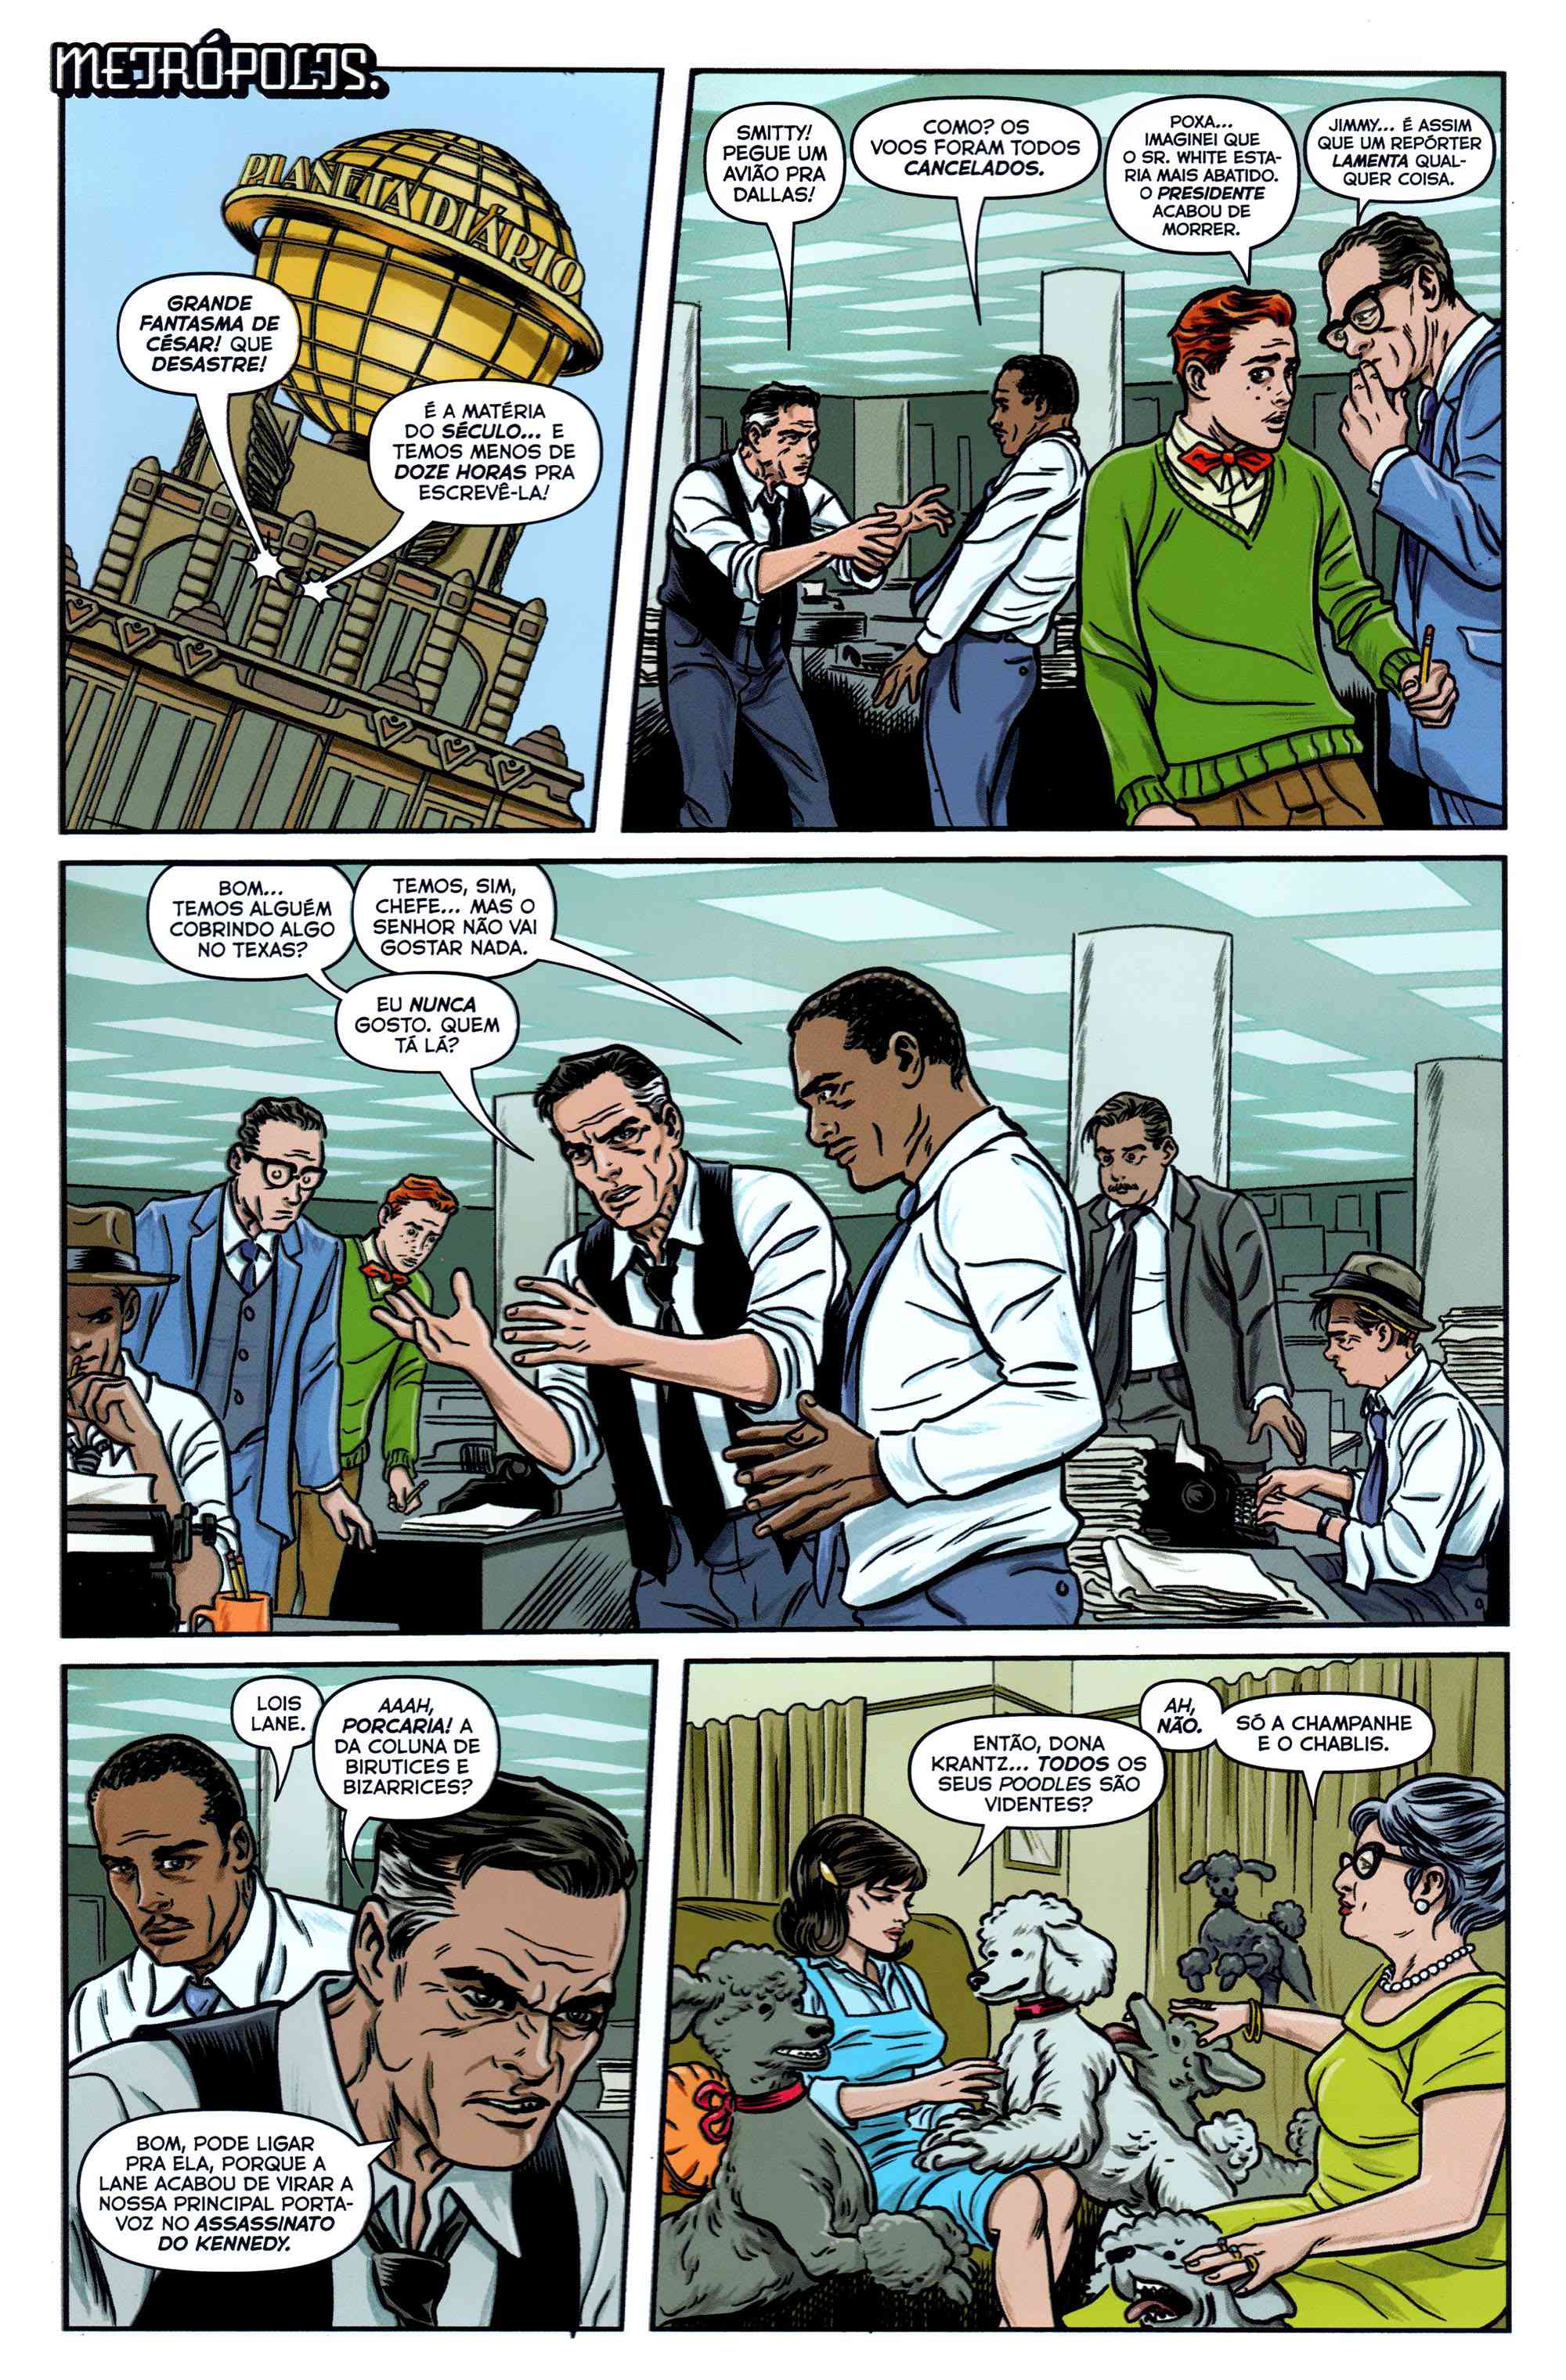 METRÓPOLIS.
PLANETA DIÁRIO
GRANDE
FANTASMA DE
CÉSAR! QUE
DESASTRE!
É A MATÉRIA
DO SÉCULO... E
TEMOS MENOS DE
DOZE HORAS PRA
ESCREVÊ-LA!
SMITTY!
PEGUE UM
AVIÃO PRA
DALLAS!
COMO? OS
VOOS FORAM TODOS
CANCELADOS.
POXA...
IMAGINEI QUE
O SR. WHITE ESTA-
RIA MAIS ABATIDO.
O PRESIDENTE
ACABOU DE
MORRER.
JIMMY... É ASSIM
QUE UM REPÓRTER
LAMENTA QUAL-
QUER COISA.
BOM...
TEMOS ALGUÉM
COBRINDO ALGO
NO TEXAS?
TEMOS, SIM,
CHEFE... MAS O
SENHOR NÃO VAI
GOSTAR NADA.
EU NUNCA
GOSTO. QUEM
TÁ LÁ?
LOIS
LANE.
AAAH,
PORCARIA! A
DA COLUNA DE
BIRUTICES E
BIZARRICES?
BOM, PODE LIGAR
PRA ELA, PORQUE A
LANE ACABOU DE VIRAR A
NOSSA PRINCIPAL PORTA-
VOZ NO ASSASSINATO
DO KENNEDY.
ENTÃO, DONA
KRANTZ... TODOS OS
SEUS POODLES SÃO
VIDENTES?
AH,
NÃO.
SÓ A CHAMPANHE
E O CHABLIS.